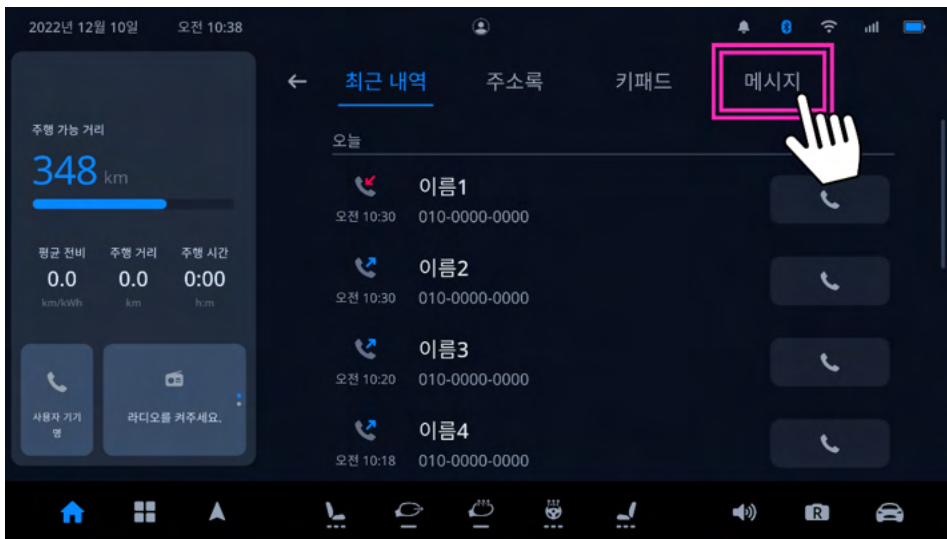 2022년 12월 10일 오전 10:38
주행 가능 거리
348 km
평균 전비 주행 거리 주행 시간
0.0 0.0 0:00
km/kWh km h:m
사용자 기기
명
라디오를 켜주세요.
최근 내역 주소록 키패드 메시지
오늘
이름1
오전 10:30 010-0000-0000
이름2
오전 10:30 010-0000-0000
이름3
오전 10:20 010-0000-0000
이름4
오전 10:18 010-0000-0000
R